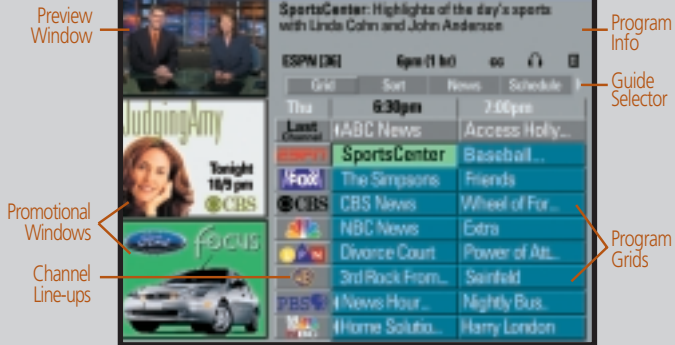 Preview
Window
SportsCenter: Highlights of the day's sports
with Linda Cohn and John Anderson
Program
Info
ESPN [36] 6pm (1 hr) cc
Grid Sort News Schedule
Guide
Selector
Thu 6:30pm 7:00pm
Last
Channel
ABC News Access Holly...
ESPN SportsCenter Baseball...
FOX The Simpsons Friends
CBS CBS News Wheel of For...
NBC News Extra
Divorce Court Power of Att...
3rd Rock From... Seinfeld
PBS News Hour... Nightly Bus...
Home Solutio... Harry London
Judging Amy
Tonight
10/9 pm
CBS
Promotional
Windows
Ford focus
Channel
Line-ups
Program
Grids